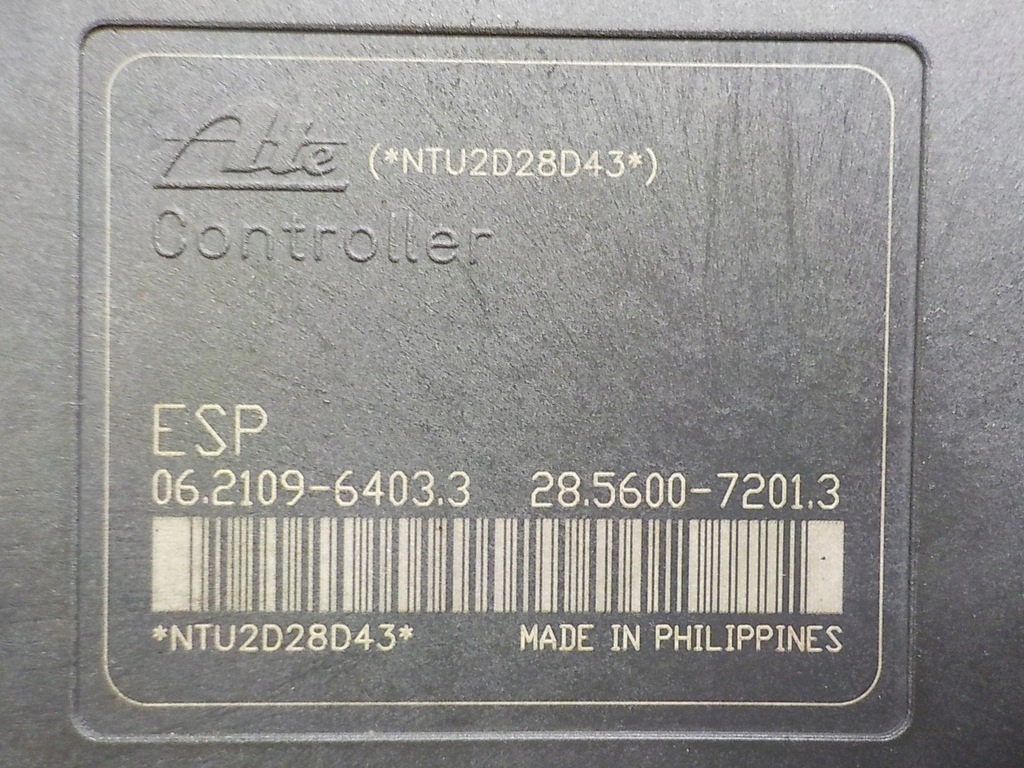 Ate (*NTU2D28D43*)
Controller
ESP
06.2109-6403.3 28.5600-7201.3
*NTU2D28D43* MADE IN PHILIPPINES